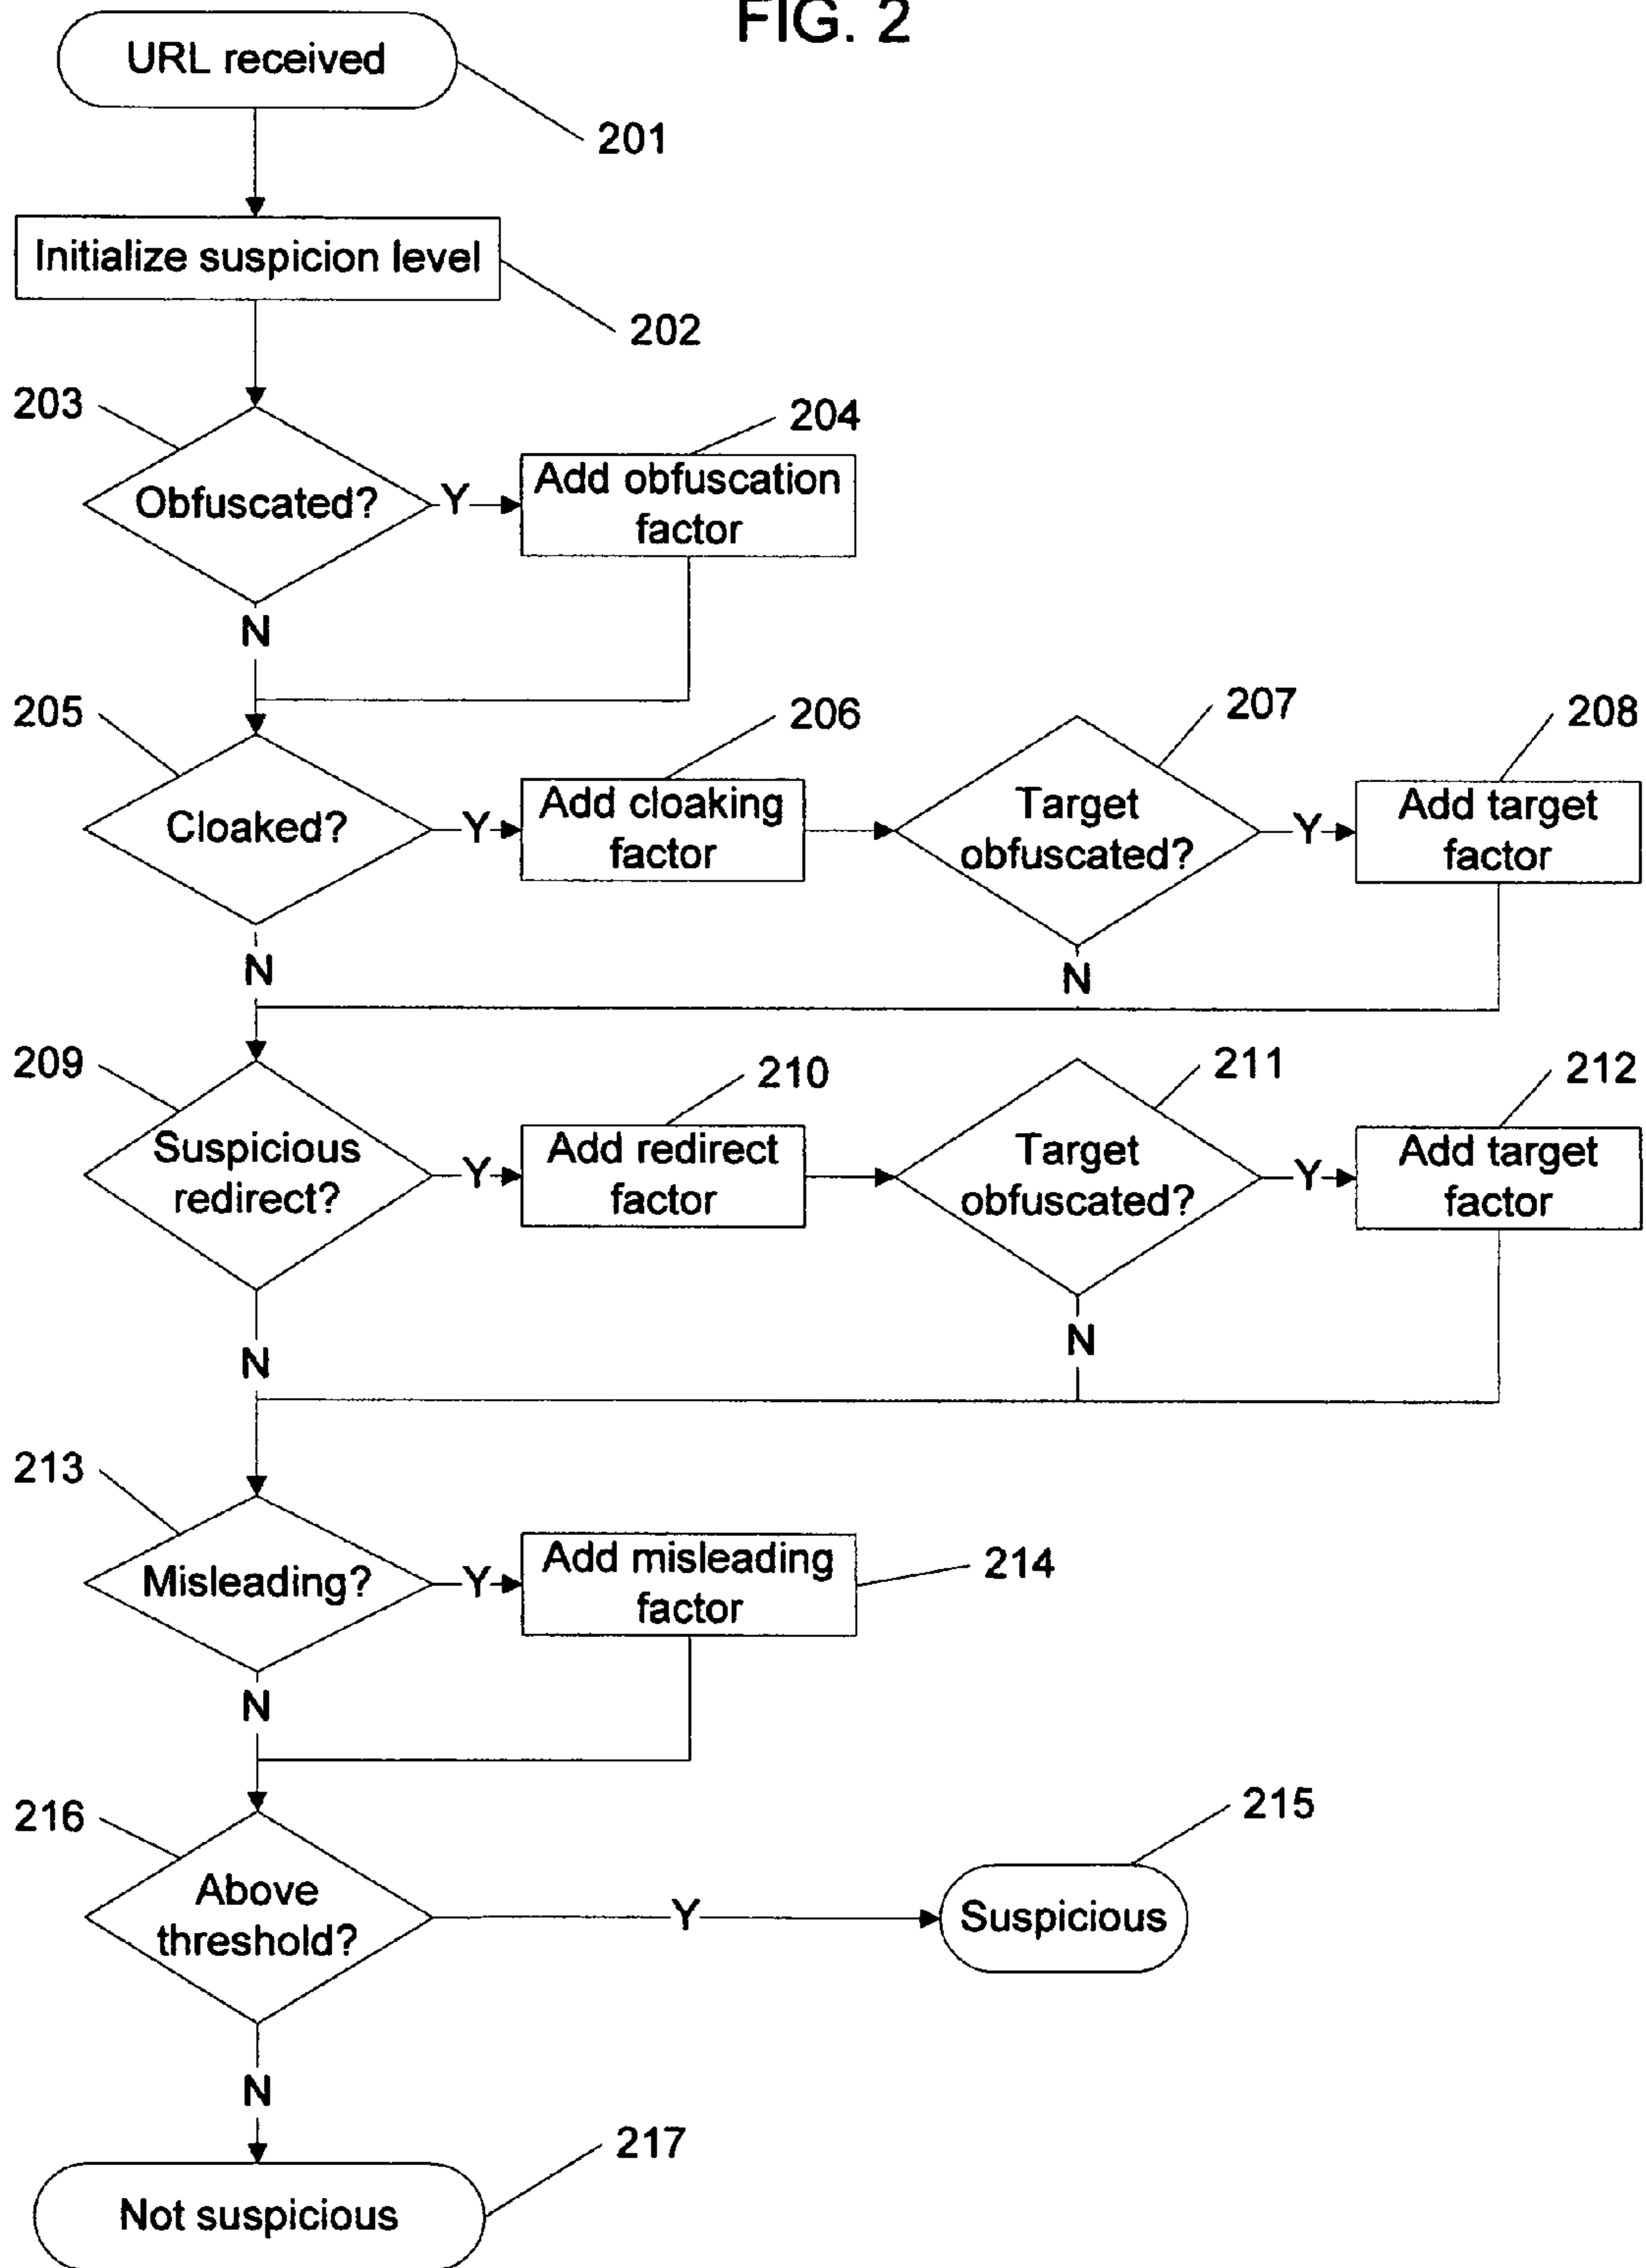 FIG. 2
URL received
201
Initialize suspicion level
202
203
Obfuscated?
Y
204
Add obfuscation
factor
N
205
Cloaked?
Y
206
Add cloaking
factor
207
Target
obfuscated?
Y
208
Add target
factor
N
N
209
Suspicious
redirect?
Y
210
Add redirect
factor
211
Target
obfuscated?
Y
212
Add target
factor
N
N
213
Misleading?
Y
Add misleading
factor
214
N
216
Above
threshold?
Y
215
Suspicious
N
217
Not suspicious